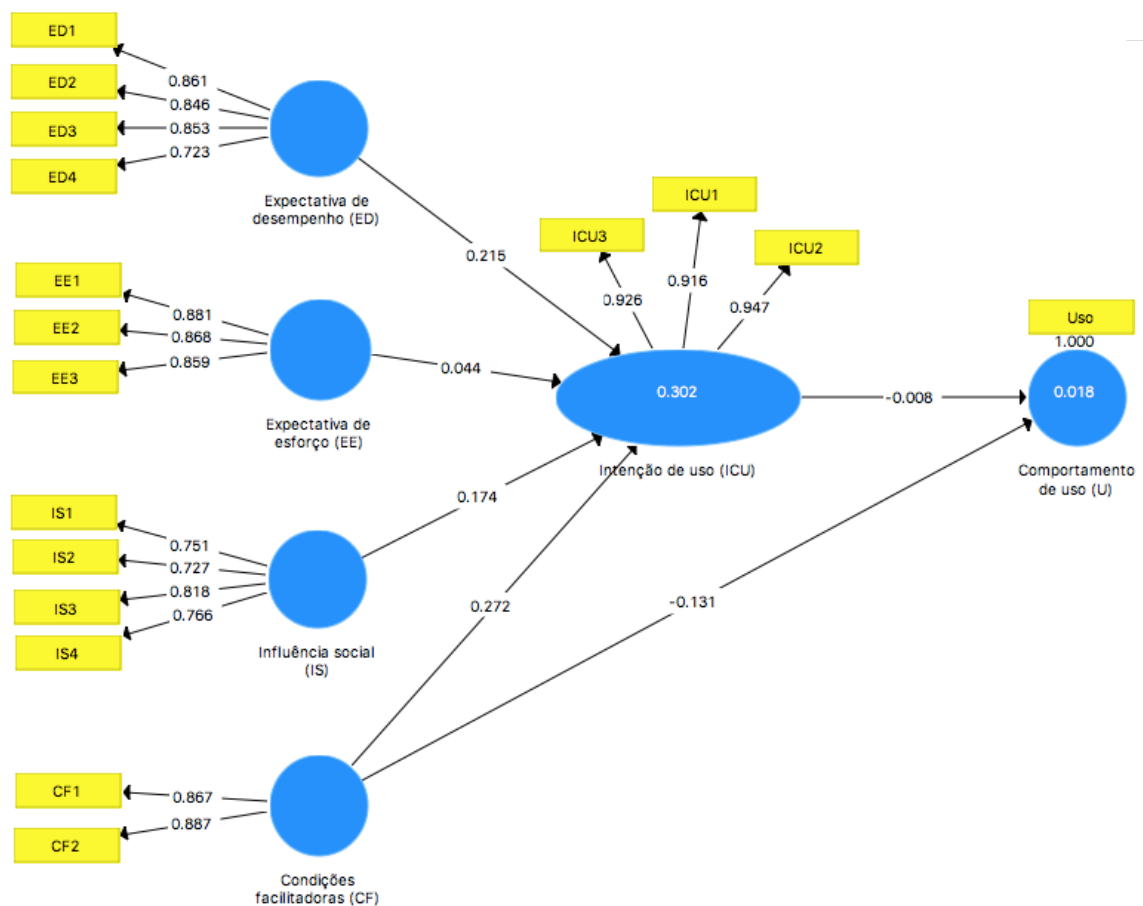 ED1
0.861
ED2
0.846
ED3
0.853
ED4
0.723
Expectativa de
desempenho (ED)
0.215
ICU3
ICU1
ICU2
0.926
0.916
0.947
EE1
0.881
EE2
0.868
EE3
0.859
Expectativa de
esforço (EE)
0.044
0.302
Intenção de uso (ICU)
-0.008
Uso
1.000
0.018
Comportamento
de uso (U)
IS1
0.751
IS2
0.727
IS3
0.818
IS4
0.766
Influência social
(IS)
0.174
0.272
-0.131
CF1
0.867
CF2
0.887
Condições
facilitadoras (CF)